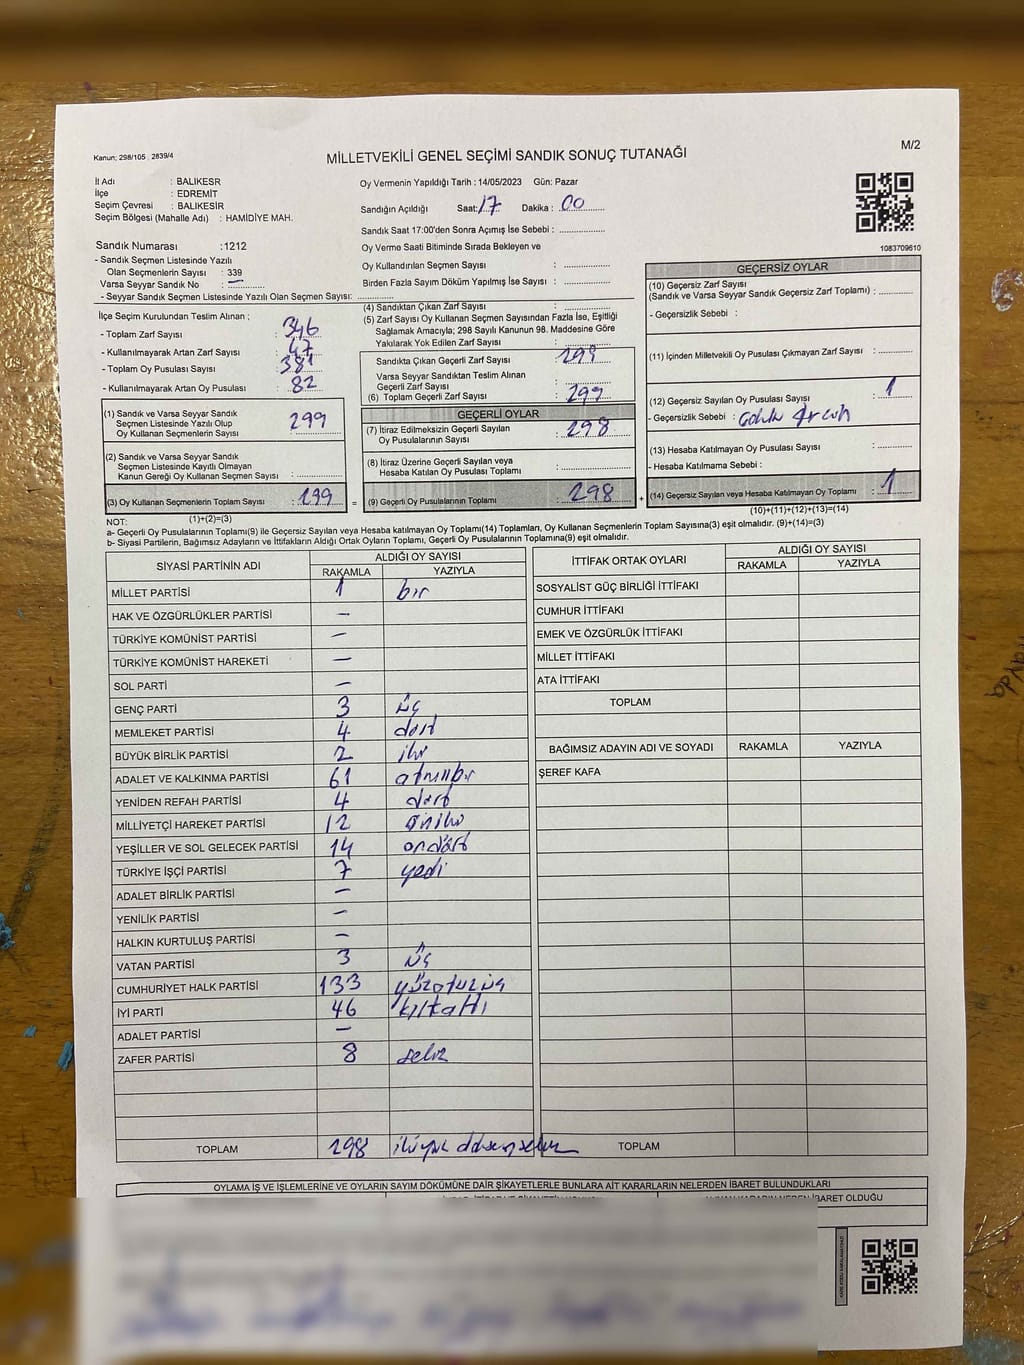 Kanun; 298/105 2839/4
MİLLETVEKİLİ GENEL SEÇİMİ SANDIK SONUÇ TUTANAĞI
M/2
İl Adı : BALIKESR
İlçe : EDREMİT
Seçim Çevresi : BALIKESİR
Seçim Bölgesi (Mahalle Adı) : HAMİDİYE MAH.
Oy Vermenin Yapıldığı Tarih : 14/05/2023 Gün: Pazar
Sandığın Açıldığı Saat: 17 Dakika : 00
Sandık Saat 17:00'den Sonra Açımış İse Sebebi :
Oy Verme Saati Bitiminde Sırada Bekleyen ve
Oy Kullandırılan Seçmen Sayısı :
Birden Fazla Sayım Döküm Yapılmış İse Sayısı :
1083709610
Sandık Numarası :1212
- Sandık Seçmen Listesinde Yazılı
Olan Seçmenlerin Sayısı : 339
Varsa Seyyar Sandık No : —
- Seyyar Sandık Seçmen Listesinde Yazılı Olan Seçmen Sayısı:
İlçe Seçim Kurulundan Teslim Alınan ;
- Toplam Zarf Sayısı : 346
- Kullanılmayarak Artan Zarf Sayısı : 47
- Toplam Oy Pusulası Sayısı : 381
- Kullanılmayarak Artan Oy Pusulası : 82
(1) Sandık ve Varsa Seyyar Sandık
Seçmen Listesinde Yazılı Olup
Oy Kullanan Seçmenlerin Sayısı : 299
(2) Sandık ve Varsa Seyyar Sandık
Seçmen Listesinde Kayıtlı Olmayan
Kanun Gereği Oy Kullanan Seçmen Sayısı :
(3) Oy Kullanan Seçmenlerin Toplam Sayısı : 299
(1)+(2)=(3)
(4) Sandıktan Çıkan Zarf Sayısı :
(5) Zarf Sayısı Oy Kullanan Seçmen Sayısından Fazla İse, Eşitliği
Sağlamak Amacıyla; 298 Sayılı Kanunun 98. Maddesine Göre
Yakılarak Yok Edilen Zarf Sayısı :
Sandıkta Çıkan Geçerli Zarf Sayısı : 299
Varsa Seyyar Sandıktan Teslim Alınan
Geçerli Zarf Sayısı :
(6) Toplam Geçerli Zarf Sayısı : 299
GEÇERLİ OYLAR
(7) İtiraz Edilmeksizin Geçerli Sayılan
Oy Pusulalarının Sayısı : 298
(8) İtiraz Üzerine Geçerli Sayılan veya
Hesaba Katılan Oy Pusulası Toplamı :
= (9) Geçerli Oy Pusulalarının Toplamı : 298 +
GEÇERSİZ OYLAR
(10) Geçersiz Zarf Sayısı
(Sandık ve Varsa Seyyar Sandık Geçersiz Zarf Toplamı) :
- Geçersizlik Sebebi :
(11) İçinden Milletvekili Oy Pusulası Çıkmayan Zarf Sayısı :
(12) Geçersiz Sayılan Oy Pusulası Sayısı : 1
- Geçersizlik Sebebi :
(13) Hesaba Katılmayan Oy Pusulası Sayısı :
- Hesaba Katılmama Sebebi :
(14) Geçersiz Sayılan veya Hesaba Katılmayan Oy Toplamı : 1
(10)+(11)+(12)+(13)=(14)
NOT:
a- Geçerli Oy Pusulalarının Toplamı(9) ile Geçersiz Sayılan veya Hesaba katılmayan Oy Toplamı(14) Toplamları, Oy Kullanan Seçmenlerin Toplam Sayısına(3) eşit olmalıdır. (9)+(14)=(3)
b- Siyasi Partilerin, Bağımsız Adayların ve İttifakların Aldığı Ortak Oyların Toplamı, Geçerli Oy Pusulalarının Toplamına(9) eşit olmalıdır.
SİYASİ PARTİNİN ADI ALDIĞI OY SAYISI
RAKAMLA YAZIYLA
MİLLET PARTİSİ 1 bir
HAK VE ÖZGÜRLÜKLER PARTİSİ —
TÜRKİYE KOMÜNİST PARTİSİ —
TÜRKİYE KOMÜNİST HAREKETİ —
SOL PARTİ —
GENÇ PARTİ 3 üç
MEMLEKET PARTİSİ 4 dört
BÜYÜK BİRLİK PARTİSİ 2 iki
ADALET VE KALKINMA PARTİSİ 61 atmışbir
YENİDEN REFAH PARTİSİ 4 dört
MİLLİYETÇİ HAREKET PARTİSİ 12 oniki
YEŞİLLER VE SOL GELECEK PARTİSİ 14 ondört
TÜRKİYE İŞÇİ PARTİSİ 7 yedi
ADALET BİRLİK PARTİSİ —
YENİLİK PARTİSİ —
HALKIN KURTULUŞ PARTİSİ —
VATAN PARTİSİ 3 üç
CUMHURİYET HALK PARTİSİ 133 yüzotuzüç
İYİ PARTİ 46 kırkaltı
ADALET PARTİSİ —
ZAFER PARTİSİ 8 sekiz
TOPLAM 298 ikiyüz doksansekiz
İTTİFAK ORTAK OYLARI ALDIĞI OY SAYISI
RAKAMLA YAZIYLA
SOSYALİST GÜÇ BİRLİĞİ İTTİFAKI
CUMHUR İTTİFAKI
EMEK VE ÖZGÜRLÜK İTTİFAKI
MİLLET İTTİFAKI
ATA İTTİFAKI
TOPLAM
BAĞIMSIZ ADAYIN ADI VE SOYADI RAKAMLA YAZIYLA
ŞEREF KAFA
TOPLAM
OYLAMA İŞ VE İŞLEMLERİNE VE OYLARIN SAYIM DÖKÜMÜNE DAİR ŞİKAYETLERLE BUNLARA AİT KARARLARIN NELERDEN İBARET BULUNDUKLARI
İBARET OLDUĞU